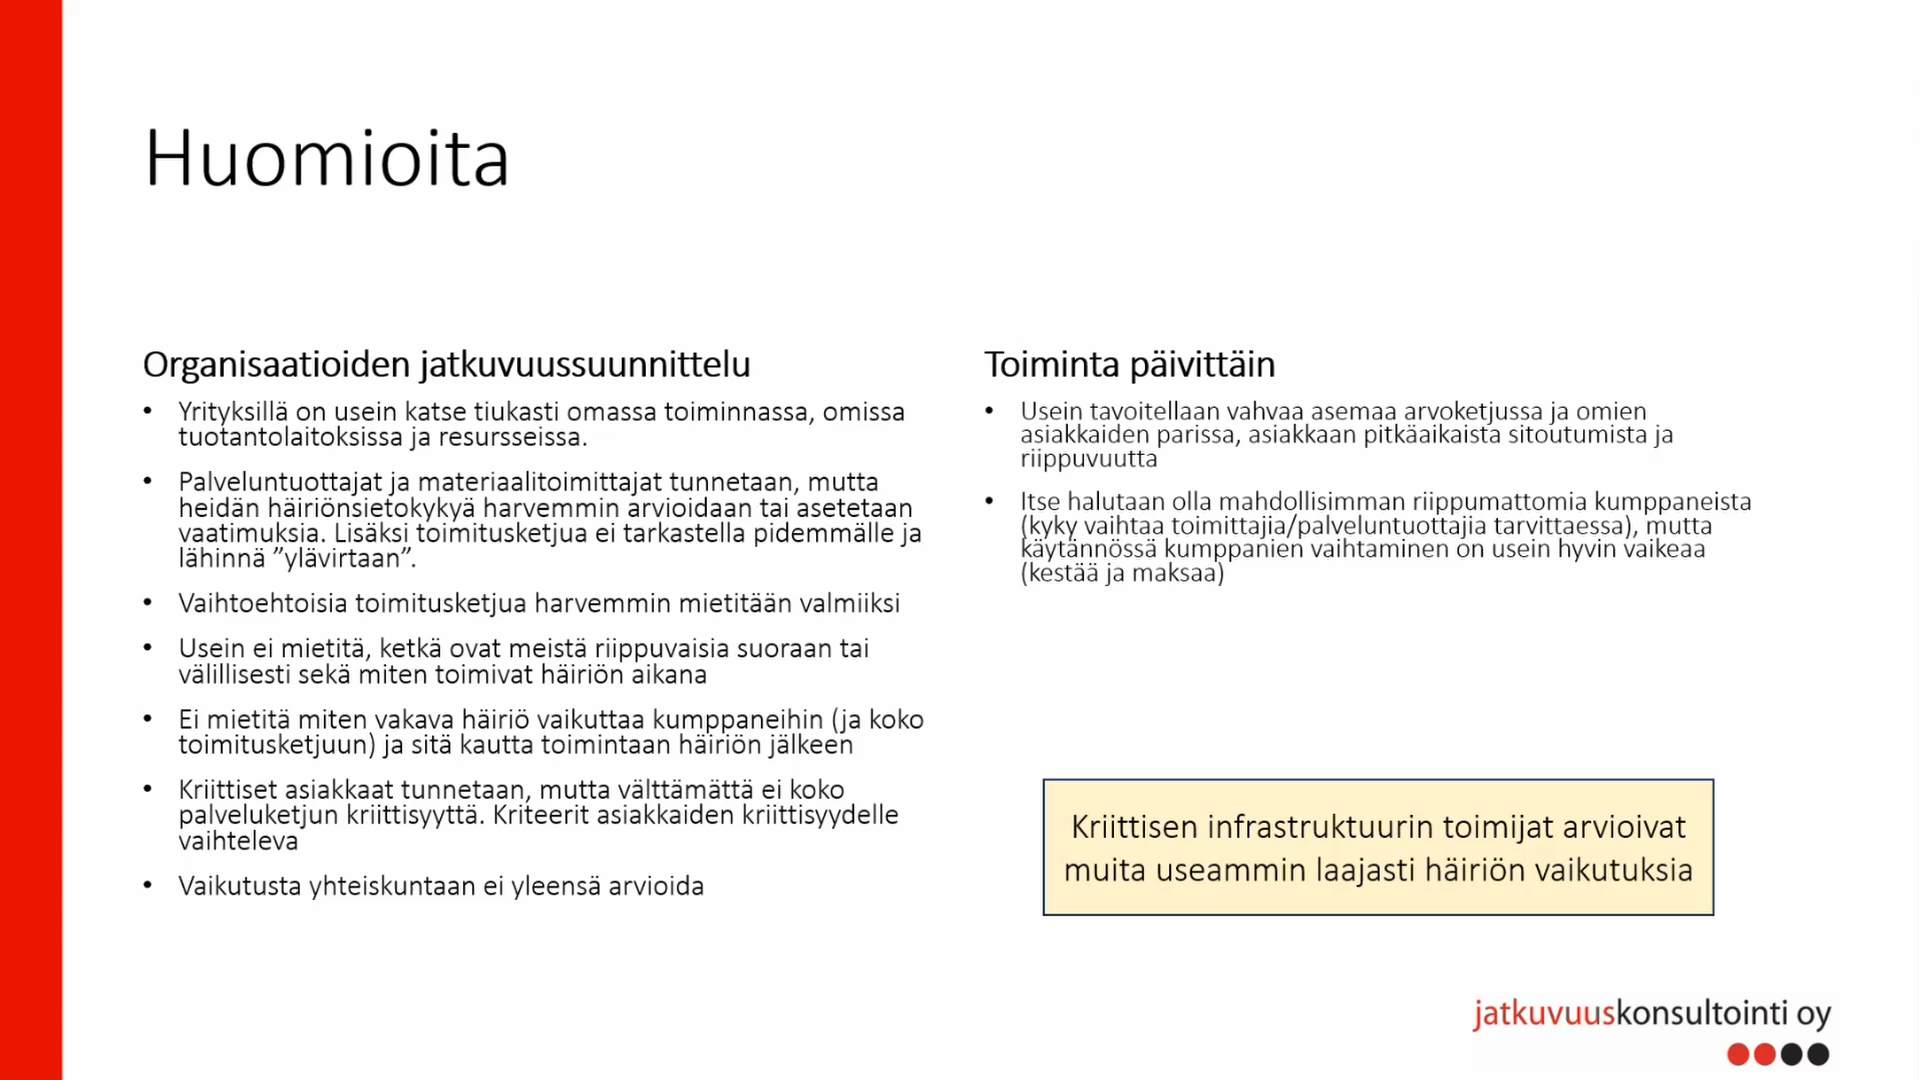 Huomioita
Organisaatioiden jatkuvuussuunnittelu
• Yrityksillä on usein katse tiukasti omassa toiminnassa, omissa
tuotantolaitoksissa ja resursseissa.
• Palveluntuottajat ja materiaalitoimittajat tunnetaan, mutta
heidän häiriönsietokykyä harvemmin arvioidaan tai asetetaan
vaatimuksia. Lisäksi toimitusketjua ei tarkastella pidemmälle ja
lähinnä ”ylävirtaan”.
• Vaihtoehtoisia toimitusketjua harvemmin mietitään valmiiksi
• Usein ei mietitä, ketkä ovat meistä riippuvaisia suoraan tai
välillisesti sekä miten toimivat häiriön aikana
• Ei mietitä miten vakava häiriö vaikuttaa kumppaneihin (ja koko
toimitusketjuun) ja sitä kautta toimintaan häiriön jälkeen
• Kriittiset asiakkaat tunnetaan, mutta välttämättä ei koko
palveluketjun kriittisyyttä. Kriteerit asiakkaiden kriittisyydelle
vaihteleva
• Vaikutusta yhteiskuntaan ei yleensä arvioida
Toiminta päivittäin
• Usein tavoitellaan vahvaa asemaa arvoketjussa ja omien
asiakkaiden parissa, asiakkaan pitkäaikaista sitoutumista ja
riippuvuutta
• Itse halutaan olla mahdollisimman riippumattomia kumppaneista
(kyky vaihtaa toimittajia/palveluntuottajia tarvittaessa), mutta
käytännössä kumppanien vaihtaminen on usein hyvin vaikeaa
(kestää ja maksaa)
Kriittisen infrastruktuurin toimijat arvioivat
muita useammin laajasti häiriön vaikutuksia
jatkuvuuskonsultointi oy